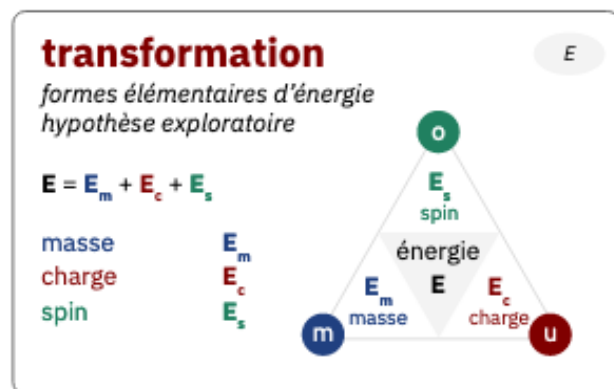 transformation
E
formes élémentaires d'énergie
hypothèse exploratoire
E = Em + Ec + Es
masse Em
charge Ec
spin Es
o
Es
spin
énergie
E
Em
masse
Ec
charge
m
u